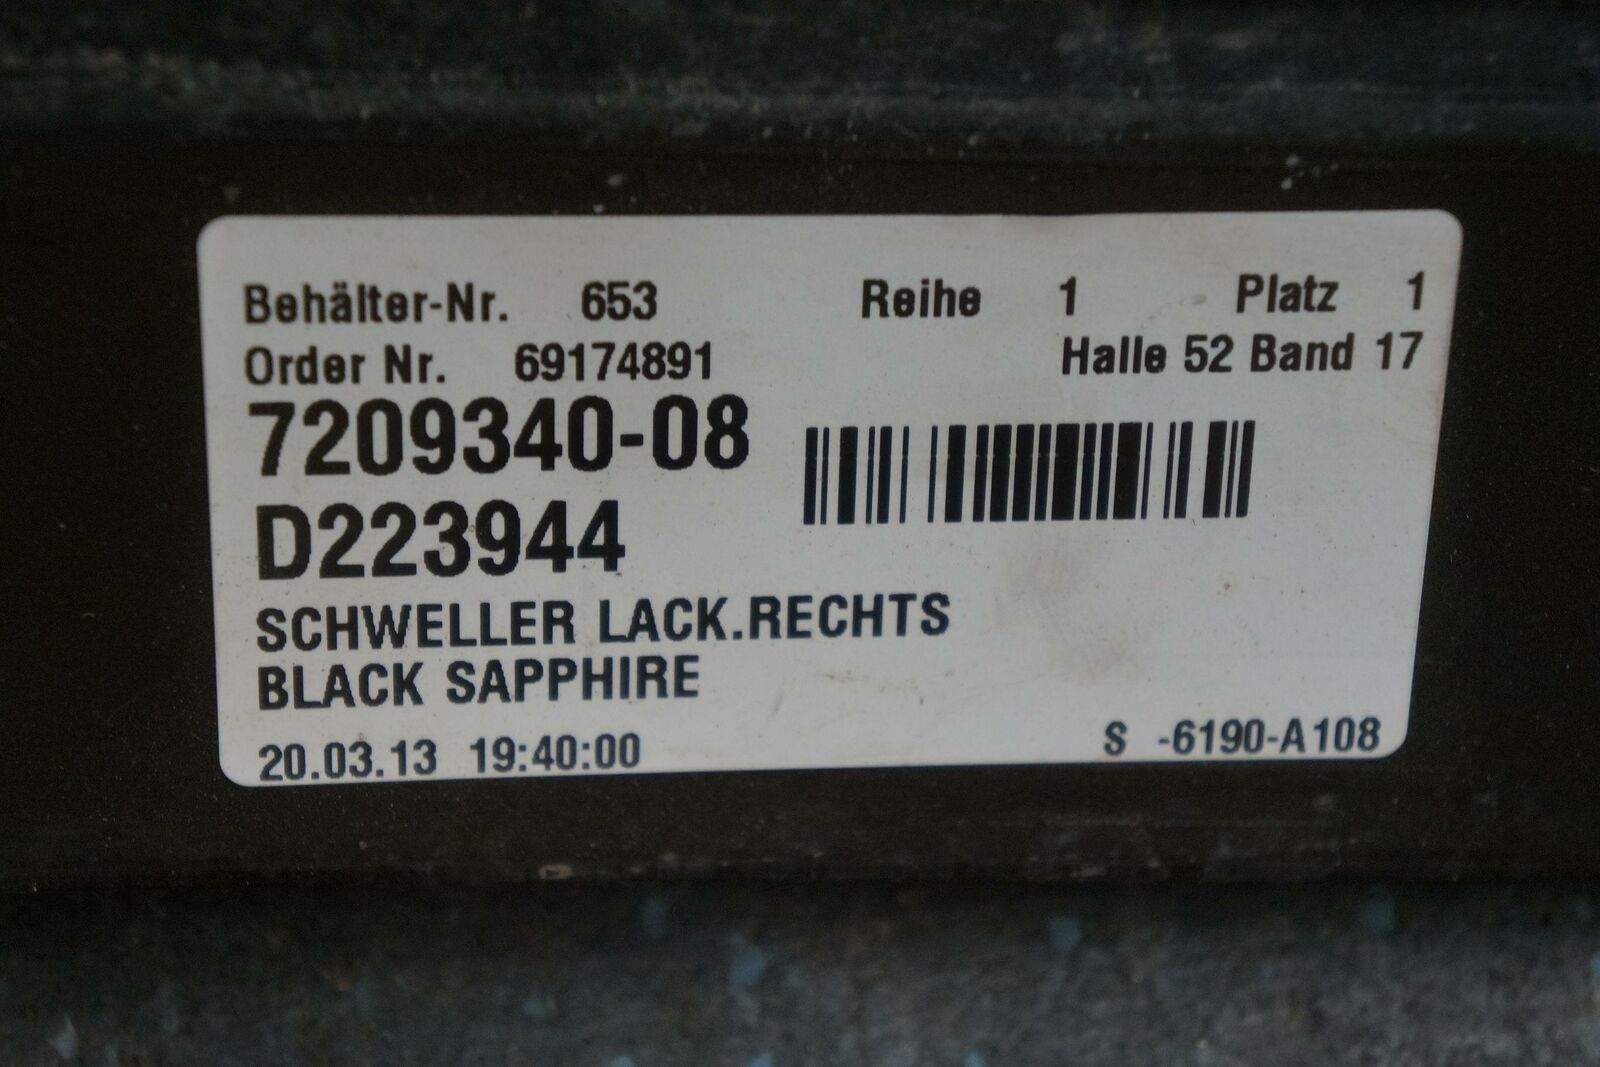 Behälter-Nr. 653 Reihe 1 Platz 1
Order Nr. 69174891 Halle 52 Band 17
7209340-08
D223944
SCHWELLER LACK.RECHTS
BLACK SAPPHIRE
20.03.13 19:40:00 S -6190-A108